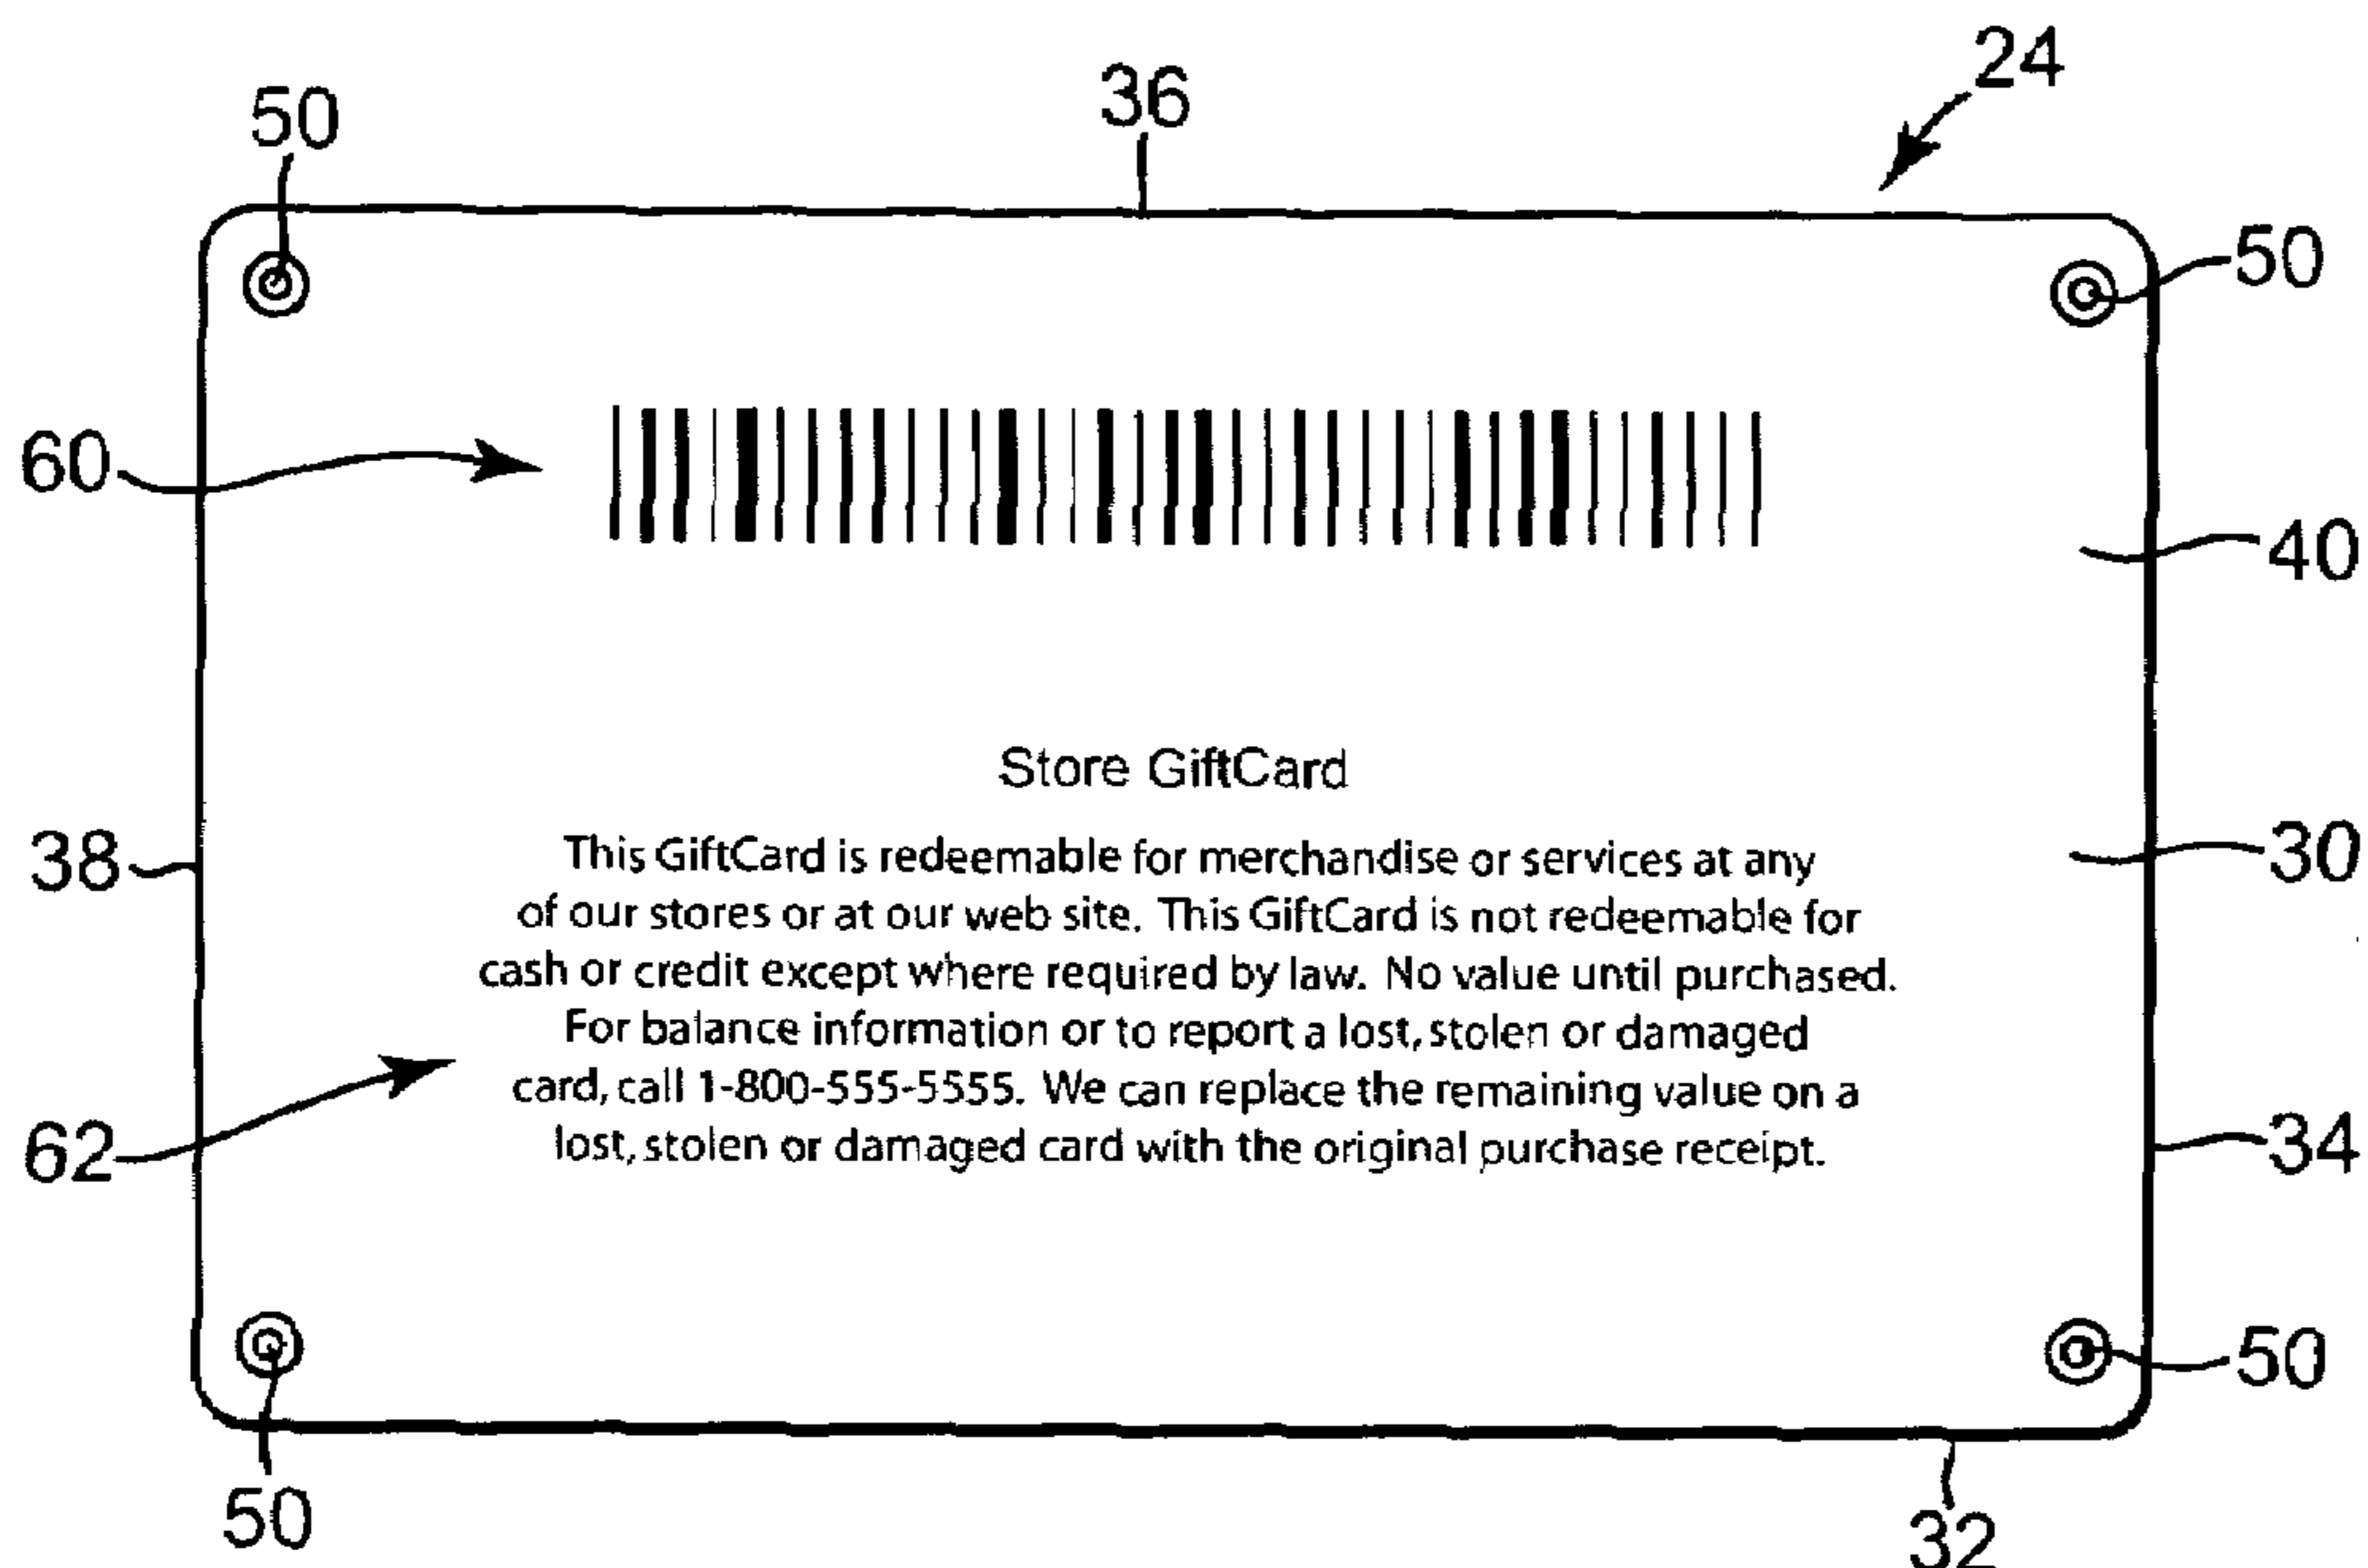 24
36
50
50
60
40
Store GiftCard
This GiftCard is redeemable for merchandise or services at any
of our stores or at our web site. This GiftCard is not redeemable for
cash or credit except where required by law. No value until purchased.
For balance information or to report a lost, stolen or damaged
card, call 1-800-555-5555. We can replace the remaining value on a
lost, stolen or damaged card with the original purchase receipt.
38
30
62
34
50
50
32